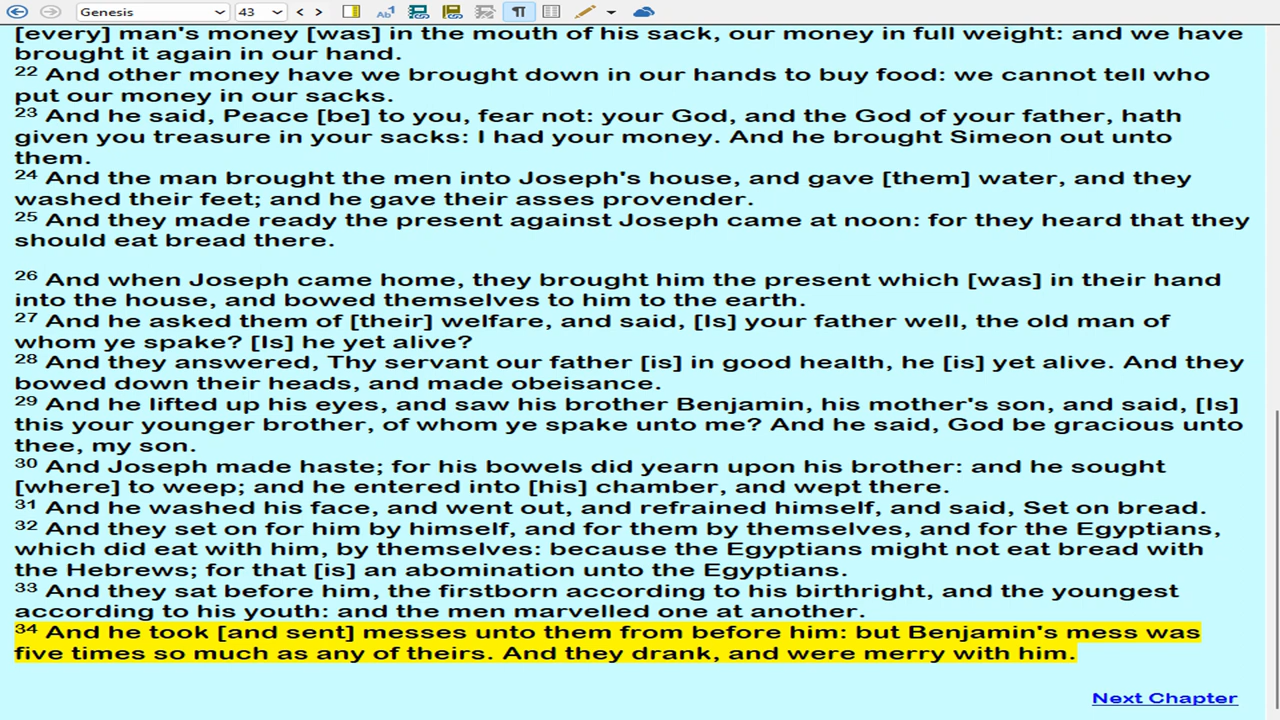 Genesis 43 < >
[every] man's money [was] in the mouth of his sack, our money in full weight: and we have
brought it again in our hand.
22 And other money have we brought down in our hands to buy food: we cannot tell who
put our money in our sacks.
23 And he said, Peace [be] to you, fear not: your God, and the God of your father, hath
given you treasure in your sacks: I had your money. And he brought Simeon out unto
them.
24 And the man brought the men into Joseph's house, and gave [them] water, and they
washed their feet; and he gave their asses provender.
25 And they made ready the present against Joseph came at noon: for they heard that they
should eat bread there.
26 And when Joseph came home, they brought him the present which [was] in their hand
into the house, and bowed themselves to him to the earth.
27 And he asked them of [their] welfare, and said, [Is] your father well, the old man of
whom ye spake? [Is] he yet alive?
28 And they answered, Thy servant our father [is] in good health, he [is] yet alive. And they
bowed down their heads, and made obeisance.
29 And he lifted up his eyes, and saw his brother Benjamin, his mother's son, and said, [Is]
this your younger brother, of whom ye spake unto me? And he said, God be gracious unto
thee, my son.
30 And Joseph made haste; for his bowels did yearn upon his brother: and he sought
[where] to weep; and he entered into [his] chamber, and wept there.
31 And he washed his face, and went out, and refrained himself, and said, Set on bread.
32 And they set on for him by himself, and for them by themselves, and for the Egyptians,
which did eat with him, by themselves: because the Egyptians might not eat bread with
the Hebrews; for that [is] an abomination unto the Egyptians.
33 And they sat before him, the firstborn according to his birthright, and the youngest
according to his youth: and the men marvelled one at another.
34 And he took [and sent] messes unto them from before him: but Benjamin's mess was
five times so much as any of theirs. And they drank, and were merry with him.
Next Chapter